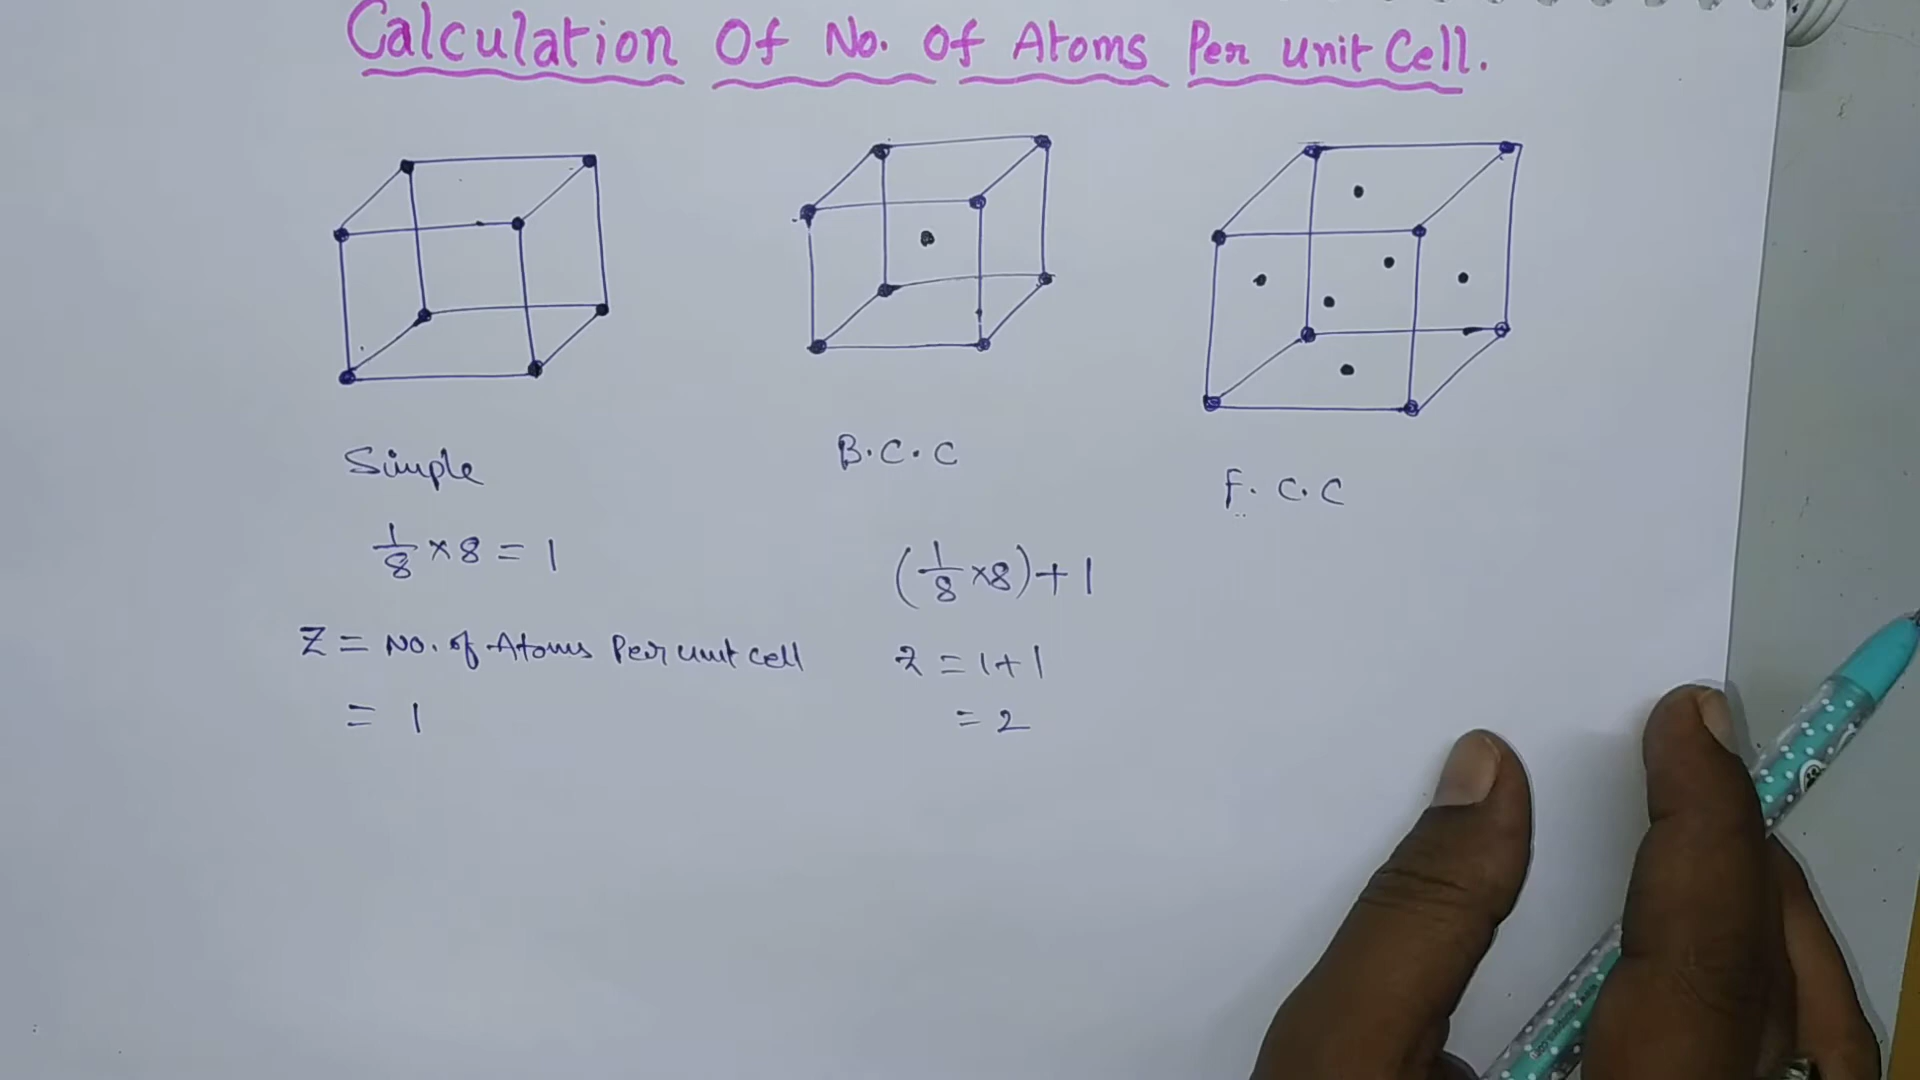 Calculation Of No. Of Atoms Per unit Cell.
Simple
1/8 × 8 = 1
Z = No. of Atoms Per unit cell
= 1
B.C.C
(1/8 × 8) + 1
Z = 1 + 1
= 2
F. C. C